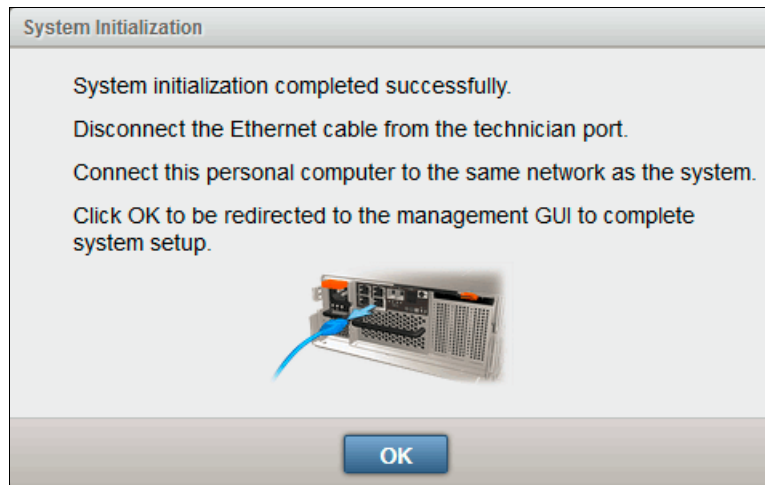 System Initialization
System initialization completed successfully.
Disconnect the Ethernet cable from the technician port.
Connect this personal computer to the same network as the system.
Click OK to be redirected to the management GUI to complete
system setup.
OK